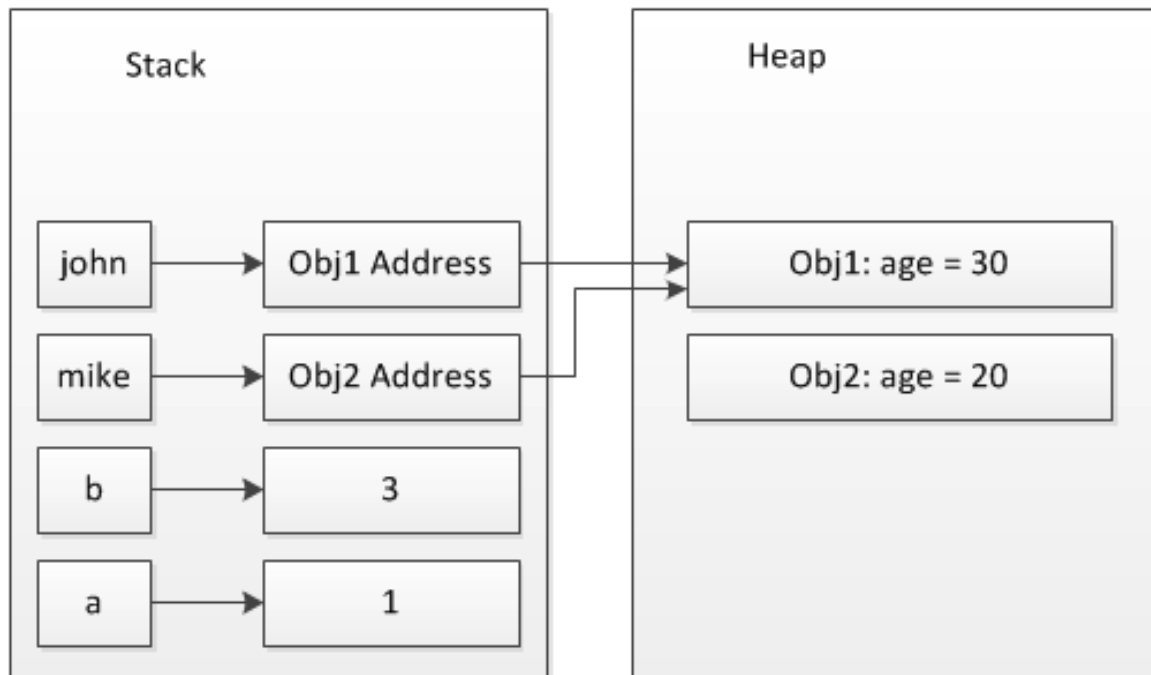 Stack
Heap
john
Obj1 Address
Obj1: age = 30
mike
Obj2 Address
Obj2: age = 20
b
3
a
1